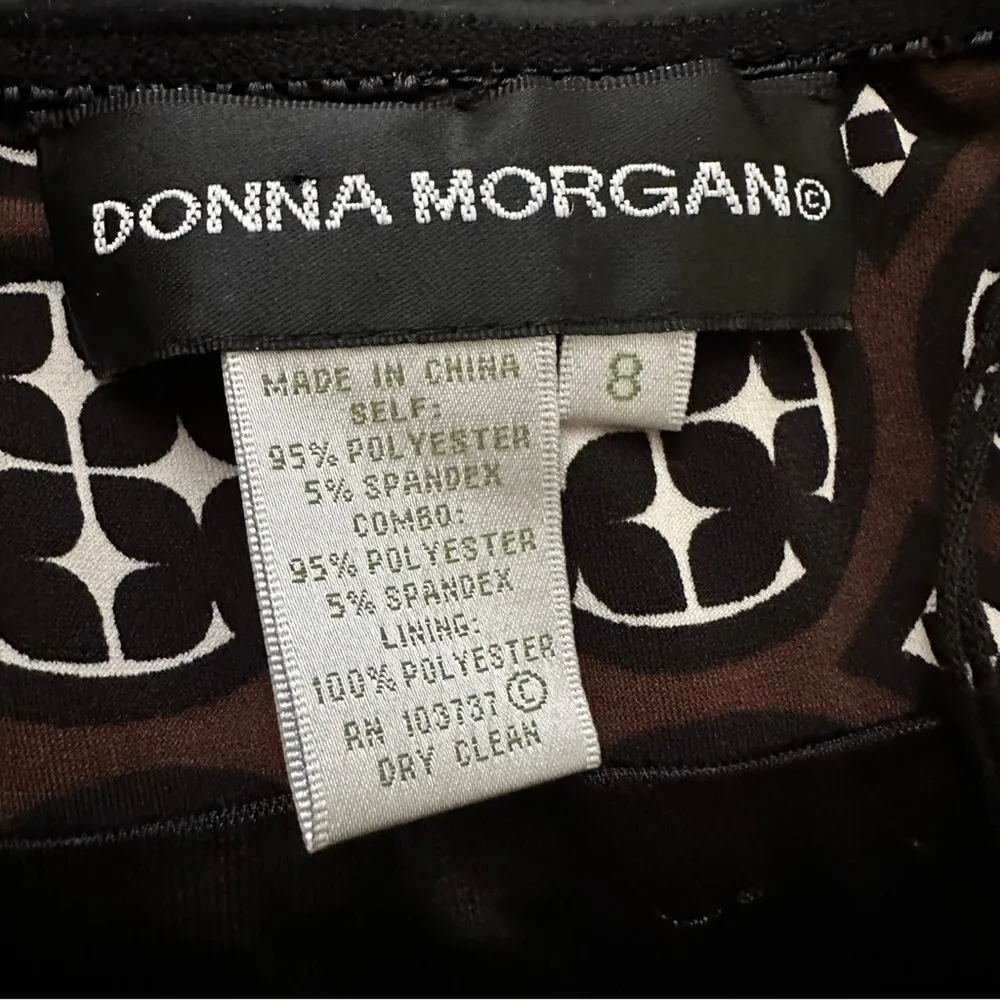 DONNA MORGAN©
MADE IN CHINA
SELF:
95% POLYESTER
5% SPANDEX
COMBO:
95% POLYESTER
5% SPANDEX
LINING:
100% POLYESTER
RN 103737 ©
DRY CLEAN
8